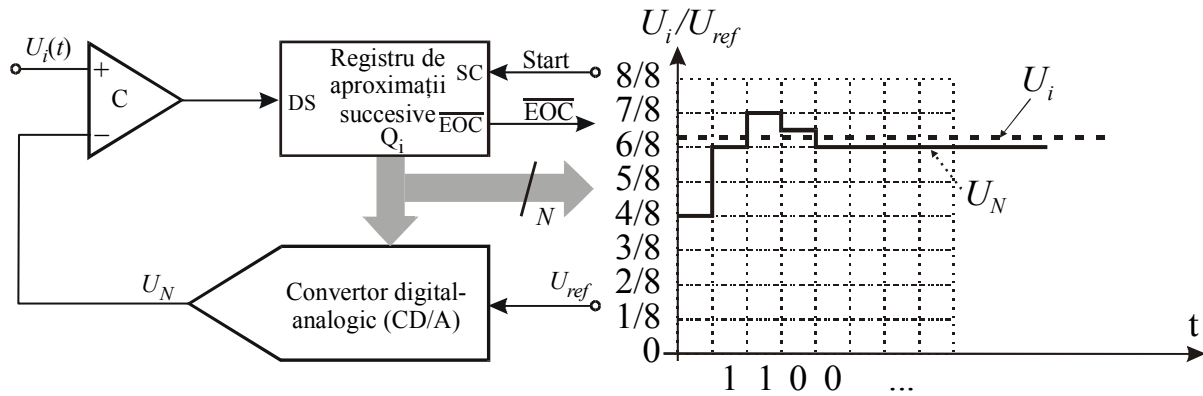 U_i(t)
+
C
−
Registru de
aproximații
succesive
DS
SC
EOC
Q_i
Start
EOC
N
U_N
Convertor digital-
analogic (CD/A)
U_ref
U_i/U_ref
8/8
7/8
6/8
5/8
4/8
3/8
2/8
1/8
0
U_i
U_N
t
1 1 0 0 ...